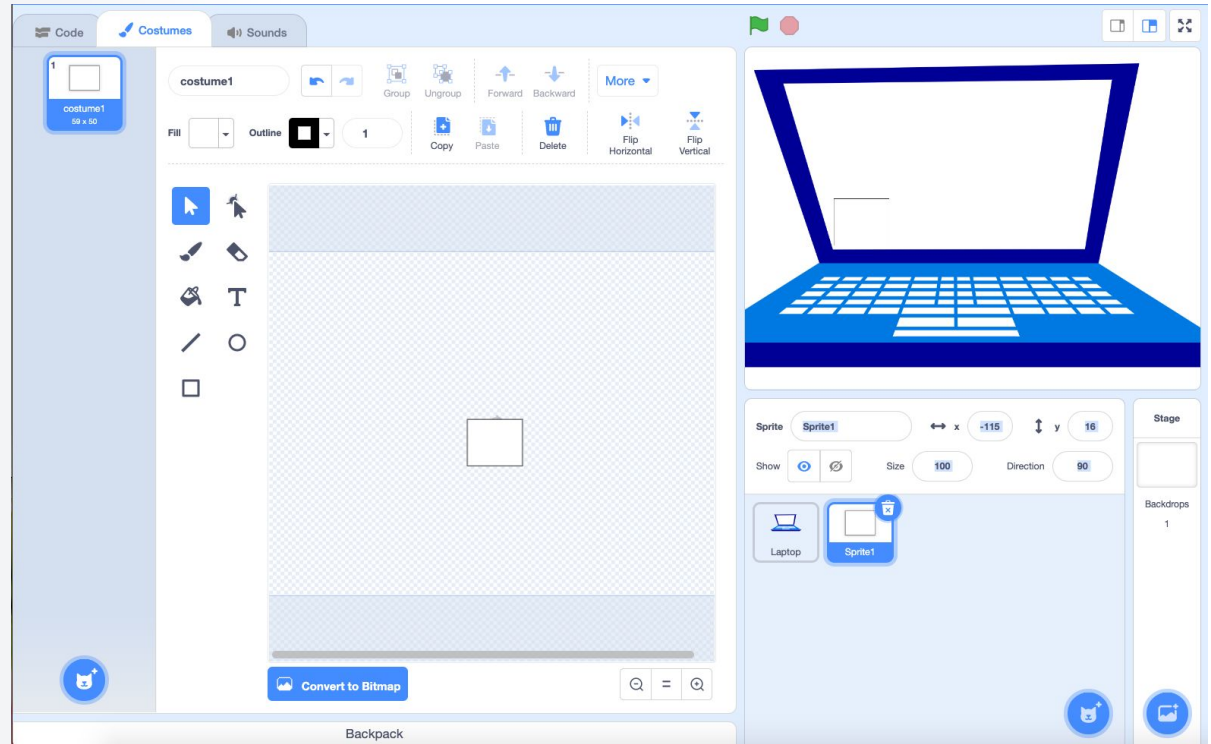 Code
Costumes
Sounds
1
costume1
59 x 50
costume1
Group
Ungroup
Forward
Backward
More
Fill
Outline
1
Copy
Paste
Delete
Flip
Horizontal
Flip
Vertical
Convert to Bitmap
=
Backpack
Sprite
Sprite1
x
-115
y
16
Show
Size
100
Direction
90
Laptop
Sprite1
Stage
Backdrops
1